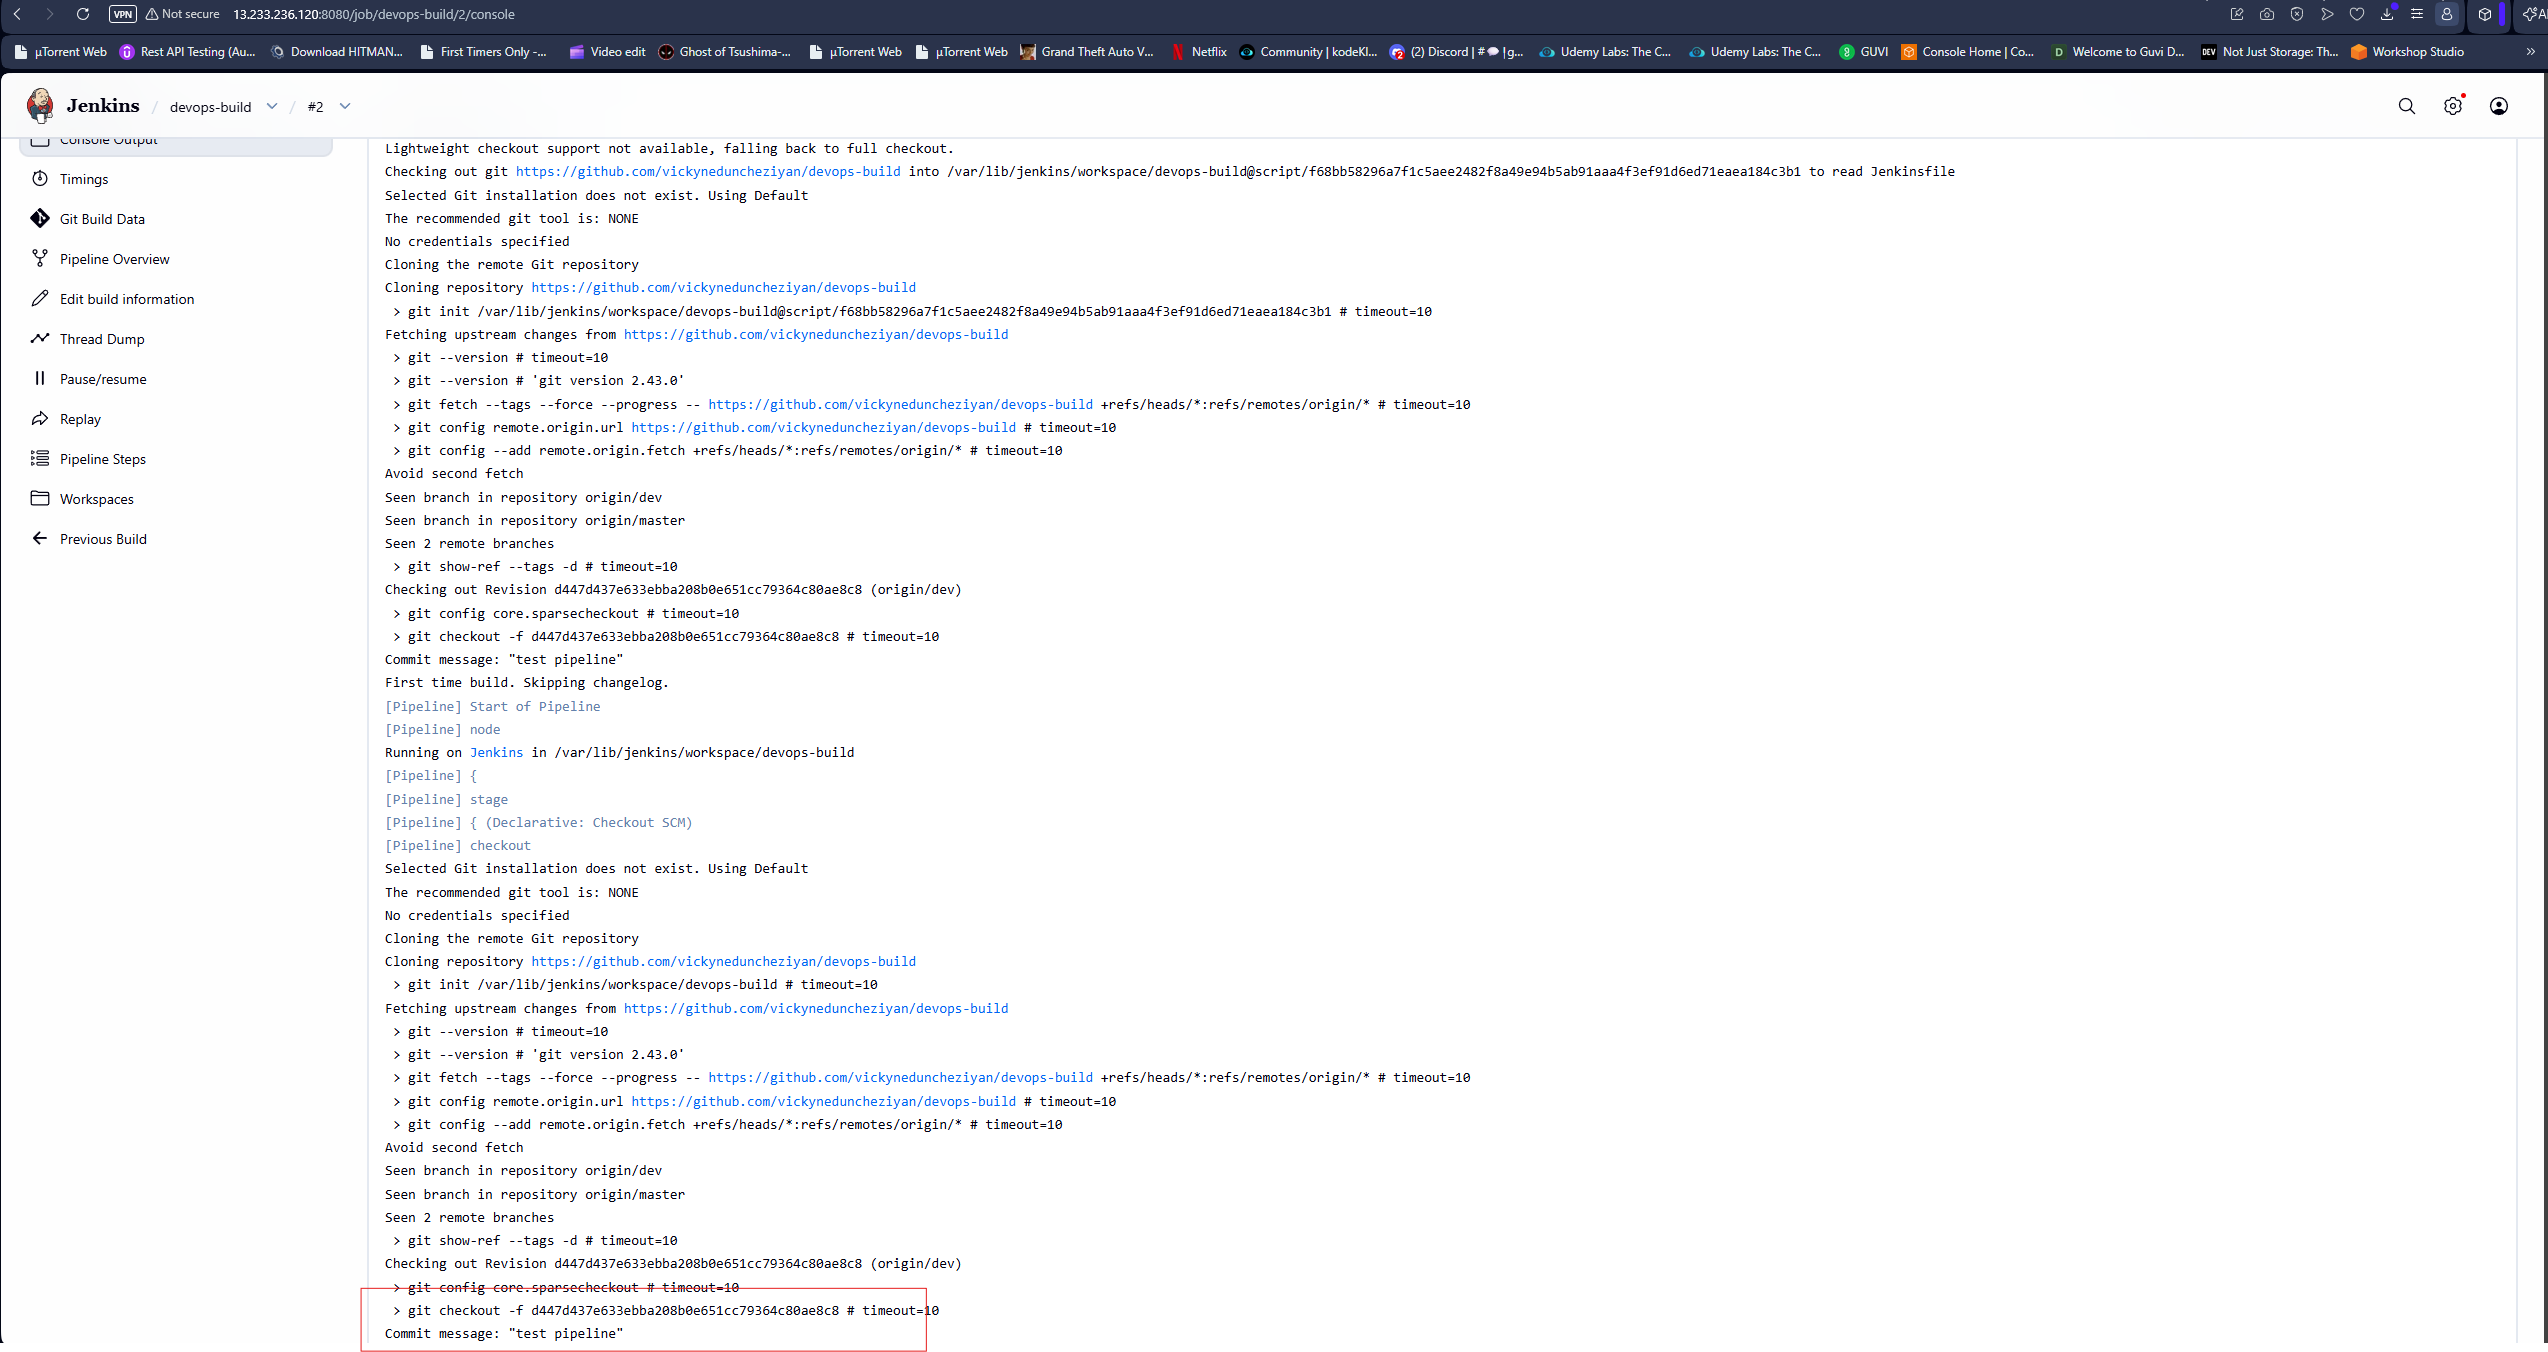 VPN Not secure 13.233.236.120:8080/job/devops-build/2/console
µTorrent Web Rest API Testing (Au... Download HITMAN... First Timers Only -... Video edit Ghost of Tsushima-... µTorrent Web µTorrent Web Grand Theft Auto V... Netflix Community | kodeKl... (2) Discord | # | g... Udemy Labs: The C... Udemy Labs: The C... GUVI Console Home | Co... Welcome to Guvi D... DEV Not Just Storage: Th... Workshop Studio »
Jenkins / devops-build / #2
Console Output
Timings
Git Build Data
Pipeline Overview
Edit build information
Thread Dump
Pause/resume
Replay
Pipeline Steps
Workspaces
Previous Build
Lightweight checkout support not available, falling back to full checkout.
Checking out git https://github.com/vickyneduncheziyan/devops-build into /var/lib/jenkins/workspace/devops-build@script/f68bb58296a7f1c5aee2482f8a49e94b5ab91aaa4f3ef91d6ed71eaea184c3b1 to read Jenkinsfile
Selected Git installation does not exist. Using Default
The recommended git tool is: NONE
No credentials specified
Cloning the remote Git repository
Cloning repository https://github.com/vickyneduncheziyan/devops-build
> git init /var/lib/jenkins/workspace/devops-build@script/f68bb58296a7f1c5aee2482f8a49e94b5ab91aaa4f3ef91d6ed71eaea184c3b1 # timeout=10
Fetching upstream changes from https://github.com/vickyneduncheziyan/devops-build
> git --version # timeout=10
> git --version # 'git version 2.43.0'
> git fetch --tags --force --progress -- https://github.com/vickyneduncheziyan/devops-build +refs/heads/*:refs/remotes/origin/* # timeout=10
> git config remote.origin.url https://github.com/vickyneduncheziyan/devops-build # timeout=10
> git config --add remote.origin.fetch +refs/heads/*:refs/remotes/origin/* # timeout=10
Avoid second fetch
Seen branch in repository origin/dev
Seen branch in repository origin/master
Seen 2 remote branches
> git show-ref --tags -d # timeout=10
Checking out Revision d447d437e633ebba208b0e651cc79364c80ae8c8 (origin/dev)
> git config core.sparsecheckout # timeout=10
> git checkout -f d447d437e633ebba208b0e651cc79364c80ae8c8 # timeout=10
Commit message: "test pipeline"
First time build. Skipping changelog.
[Pipeline] Start of Pipeline
[Pipeline] node
Running on Jenkins in /var/lib/jenkins/workspace/devops-build
[Pipeline] {
[Pipeline] stage
[Pipeline] { (Declarative: Checkout SCM)
[Pipeline] checkout
Selected Git installation does not exist. Using Default
The recommended git tool is: NONE
No credentials specified
Cloning the remote Git repository
Cloning repository https://github.com/vickyneduncheziyan/devops-build
> git init /var/lib/jenkins/workspace/devops-build # timeout=10
Fetching upstream changes from https://github.com/vickyneduncheziyan/devops-build
> git --version # timeout=10
> git --version # 'git version 2.43.0'
> git fetch --tags --force --progress -- https://github.com/vickyneduncheziyan/devops-build +refs/heads/*:refs/remotes/origin/* # timeout=10
> git config remote.origin.url https://github.com/vickyneduncheziyan/devops-build # timeout=10
> git config --add remote.origin.fetch +refs/heads/*:refs/remotes/origin/* # timeout=10
Avoid second fetch
Seen branch in repository origin/dev
Seen branch in repository origin/master
Seen 2 remote branches
> git show-ref --tags -d # timeout=10
Checking out Revision d447d437e633ebba208b0e651cc79364c80ae8c8 (origin/dev)
> git config core.sparsecheckout # timeout=10
> git checkout -f d447d437e633ebba208b0e651cc79364c80ae8c8 # timeout=10
Commit message: "test pipeline"